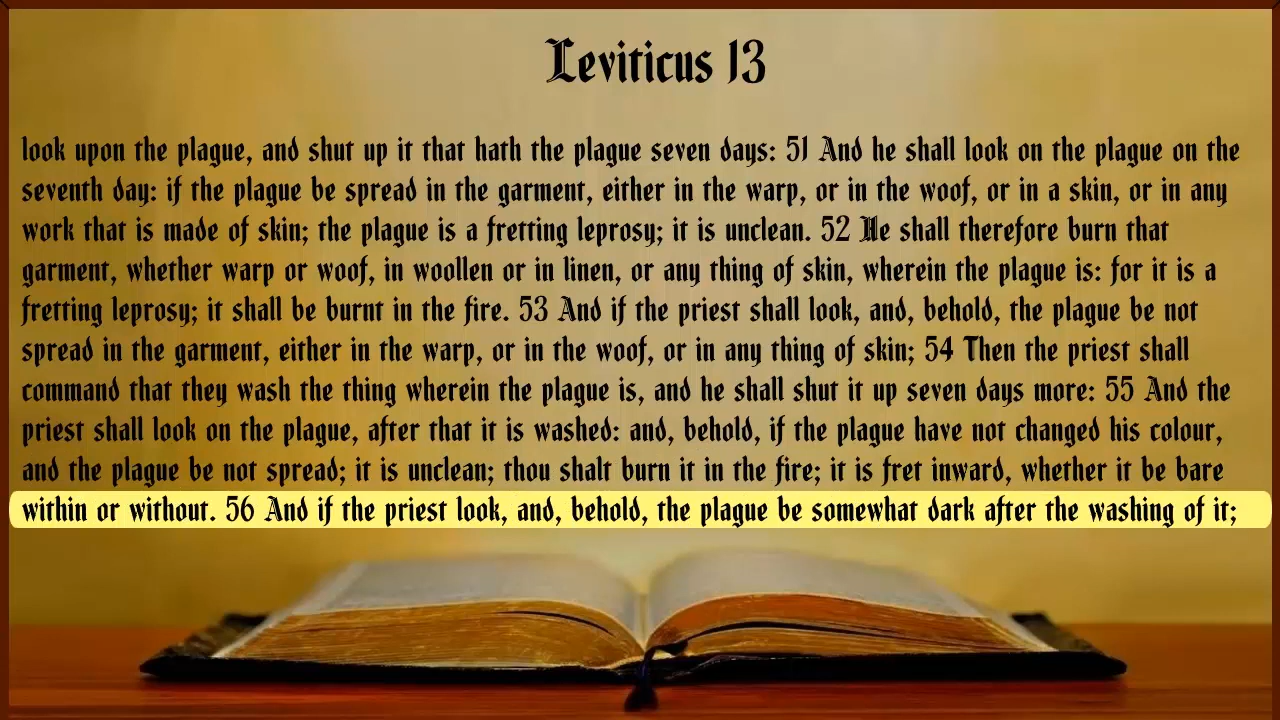 Leviticus 13
look upon the plague, and shut up it that hath the plague seven days: 51 And he shall look on the plague on the
seventh day: if the plague be spread in the garment, either in the warp, or in the woof, or in a skin, or in any
work that is made of skin; the plague is a fretting leprosy; it is unclean. 52 He shall therefore burn that
garment, whether warp or woof, in woollen or in linen, or any thing of skin, wherein the plague is: for it is a
fretting leprosy; it shall be burnt in the fire. 53 And if the priest shall look, and, behold, the plague be not
spread in the garment, either in the warp, or in the woof, or in any thing of skin; 54 Then the priest shall
command that they wash the thing wherein the plague is, and he shall shut it up seven days more: 55 And the
priest shall look on the plague, after that it is washed: and, behold, if the plague have not changed his colour,
and the plague be not spread; it is unclean; thou shalt burn it in the fire; it is fret inward, whether it be bare
within or without. 56 And if the priest look, and, behold, the plague be somewhat dark after the washing of it;